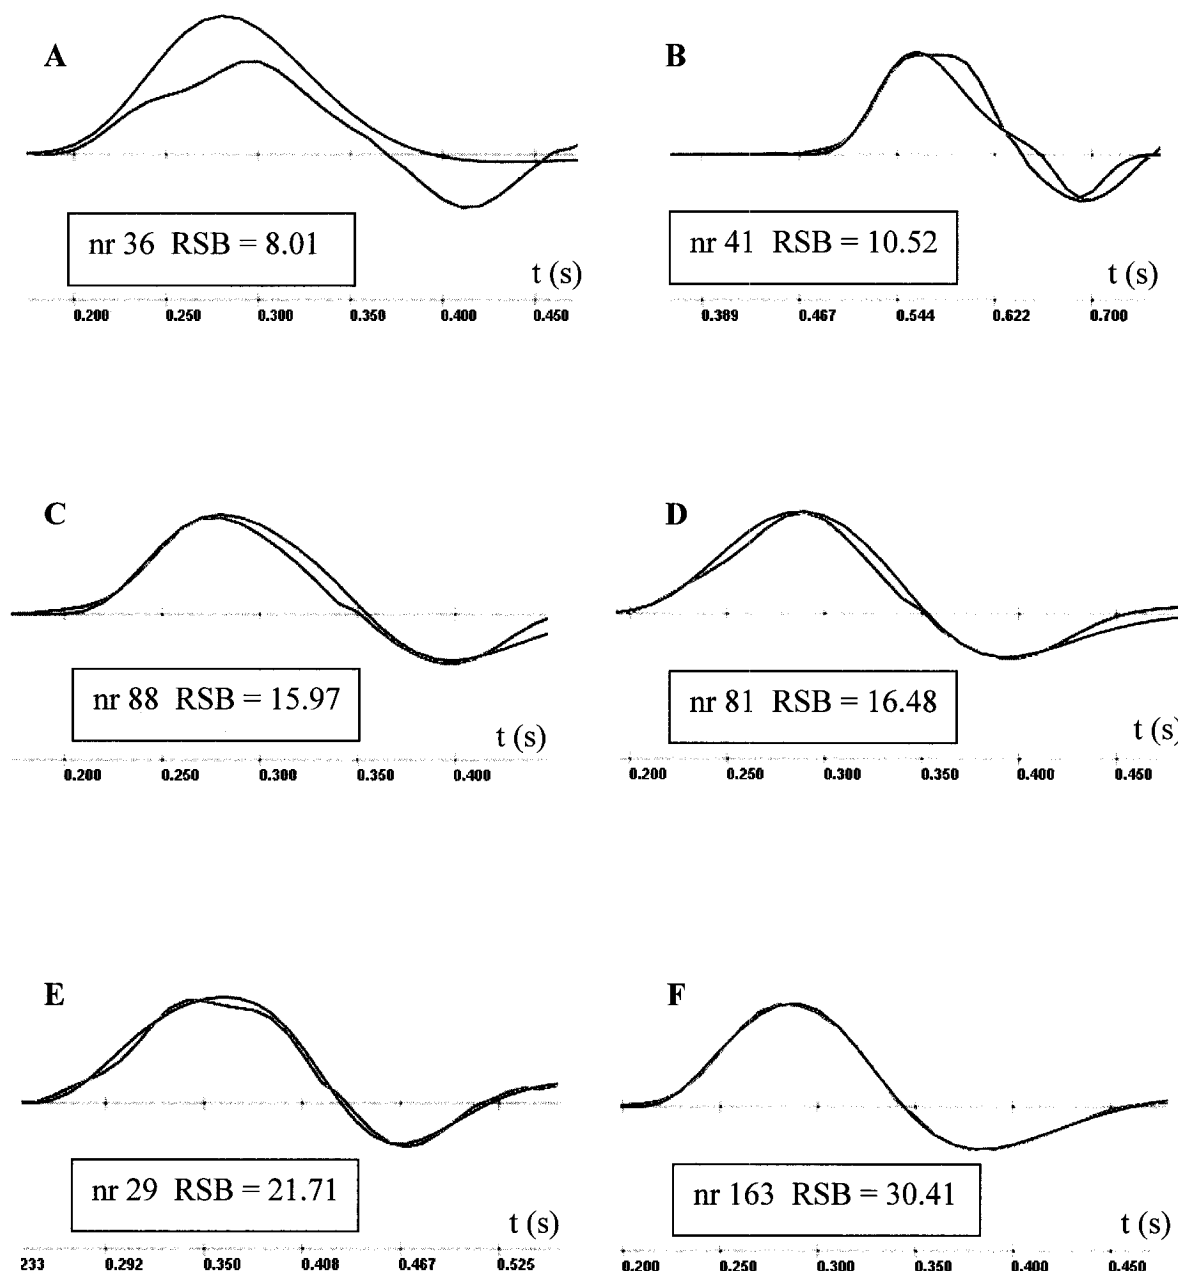 A
nr 36 RSB = 8.01
t (s)
0.200 0.250 0.300 0.350 0.400 0.450
B
nr 41 RSB = 10.52
t (s)
0.389 0.467 0.544 0.622 0.700
C
nr 88 RSB = 15.97
t (s)
0.200 0.250 0.300 0.350 0.400
D
nr 81 RSB = 16.48
t (s)
0.200 0.250 0.300 0.350 0.400 0.450
E
nr 29 RSB = 21.71
t (s)
233 0.292 0.350 0.408 0.467 0.525
F
nr 163 RSB = 30.41
t (s)
0.200 0.250 0.300 0.350 0.400 0.450